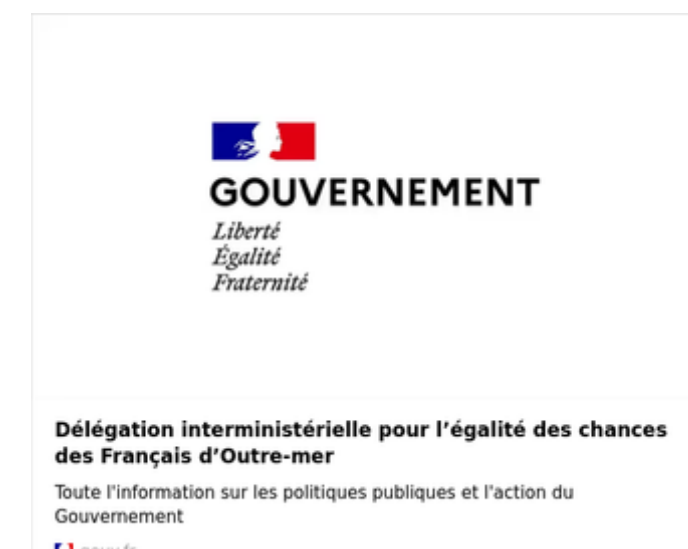 GOUVERNEMENT
Liberté
Égalité
Fraternité
Délégation interministérielle pour l’égalité des chances
des Français d’Outre-mer
Toute l'information sur les politiques publiques et l'action du
Gouvernement